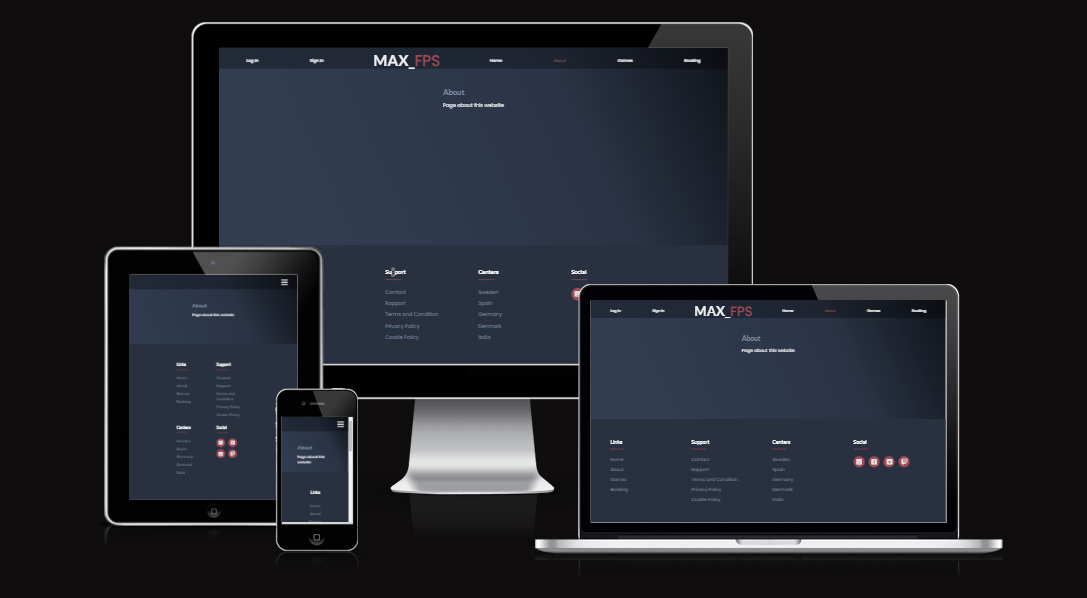 Log In Sign In MAX_FPS Home About Games Booking
About
Page about this website
Support Centers Social
Contact Sweden
Rapport Spain
Terms and Condition Germany
Privacy Policy Denmark
Cookie Policy Italia
About
Page about this website
Links Support
Home Contact
About Rapport
Games Terms and
Condition
Booking Privacy Policy
Cookie Policy
Centers Social
Sweden
Spain
Germany
Denmark
Italia
About
Page about this
website
Links
Home
About
Log In Sign In MAX_FPS Home About Games Booking
About
Page about this website
Links Support Centers Social
Home Contact Sweden
About Rapport Spain
Games Terms and Condition Germany
Booking Privacy Policy Denmark
Cookie Policy Italia